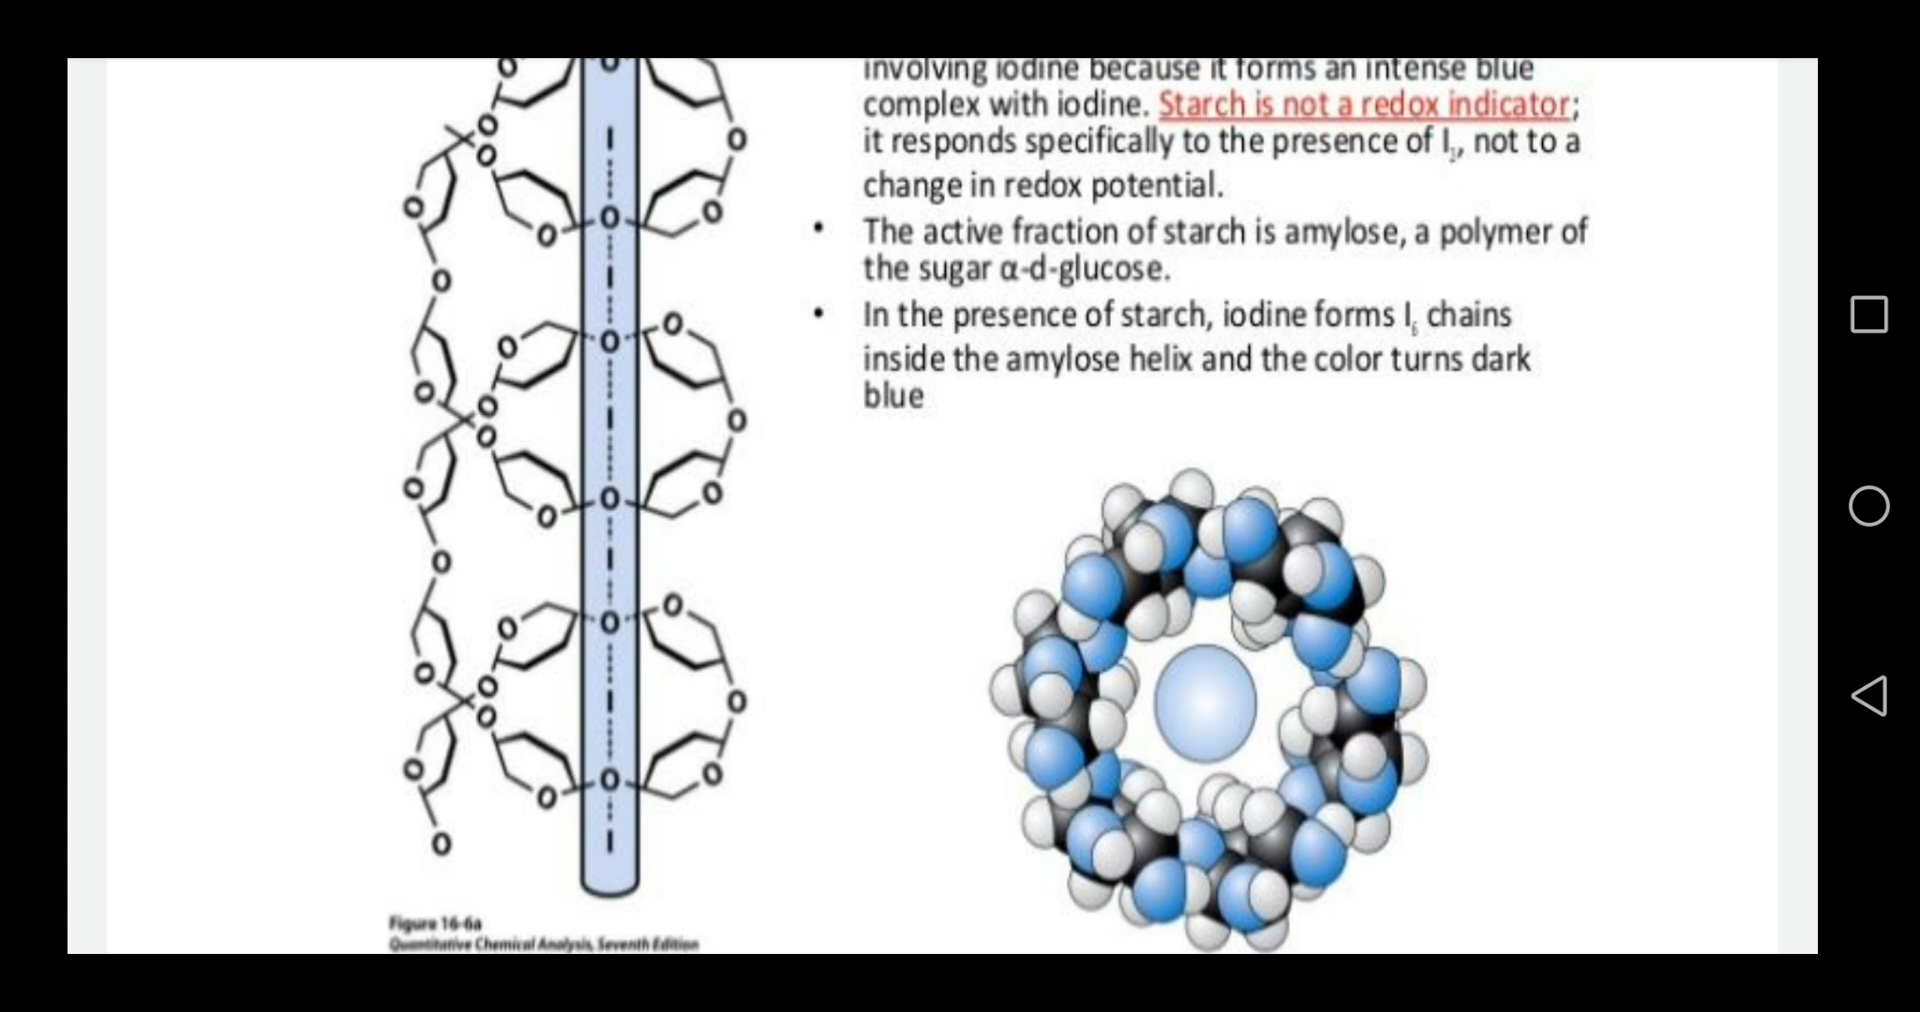 involving iodine because it forms an intense blue
complex with iodine. Starch is not a redox indicator;
it responds specifically to the presence of I₂, not to a
change in redox potential.
• The active fraction of starch is amylose, a polymer of
the sugar α-d-glucose.
• In the presence of starch, iodine forms I₆ chains
inside the amylose helix and the color turns dark
blue
Figure 16-6a
Quantitative Chemical Analysis, Seventh Edition